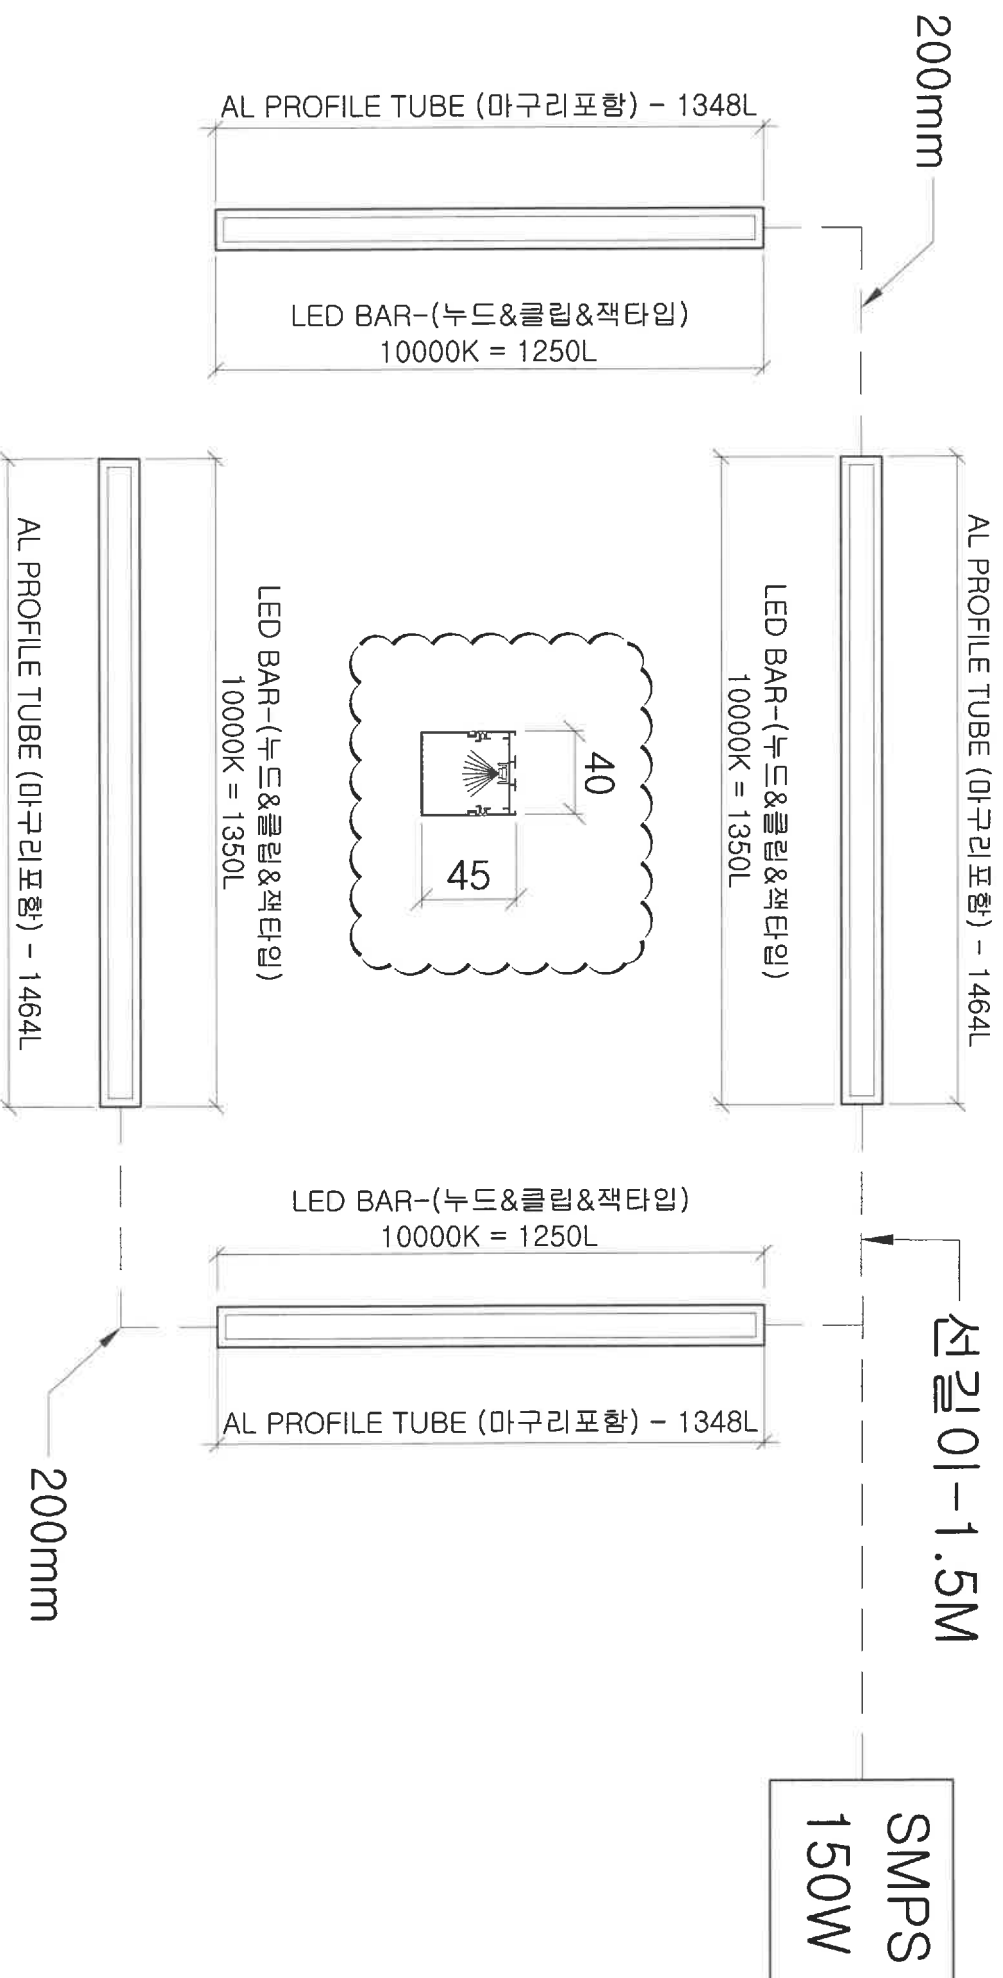 200mm
AL PROFILE TUBE (마구리포함) - 1348L
LED BAR-(누드&클립&잭타입)
10000K = 1250L
AL PROFILE TUBE (마구리포함) - 1464L
LED BAR-(누드&클립&잭타입)
10000K = 1350L
40
45
LED BAR-(누드&클립&잭타입)
10000K = 1350L
AL PROFILE TUBE (마구리포함) - 1464L
LED BAR-(누드&클립&잭타입)
10000K = 1250L
AL PROFILE TUBE (마구리포함) - 1348L
선길이-1.5M
200mm
SMPS
150W